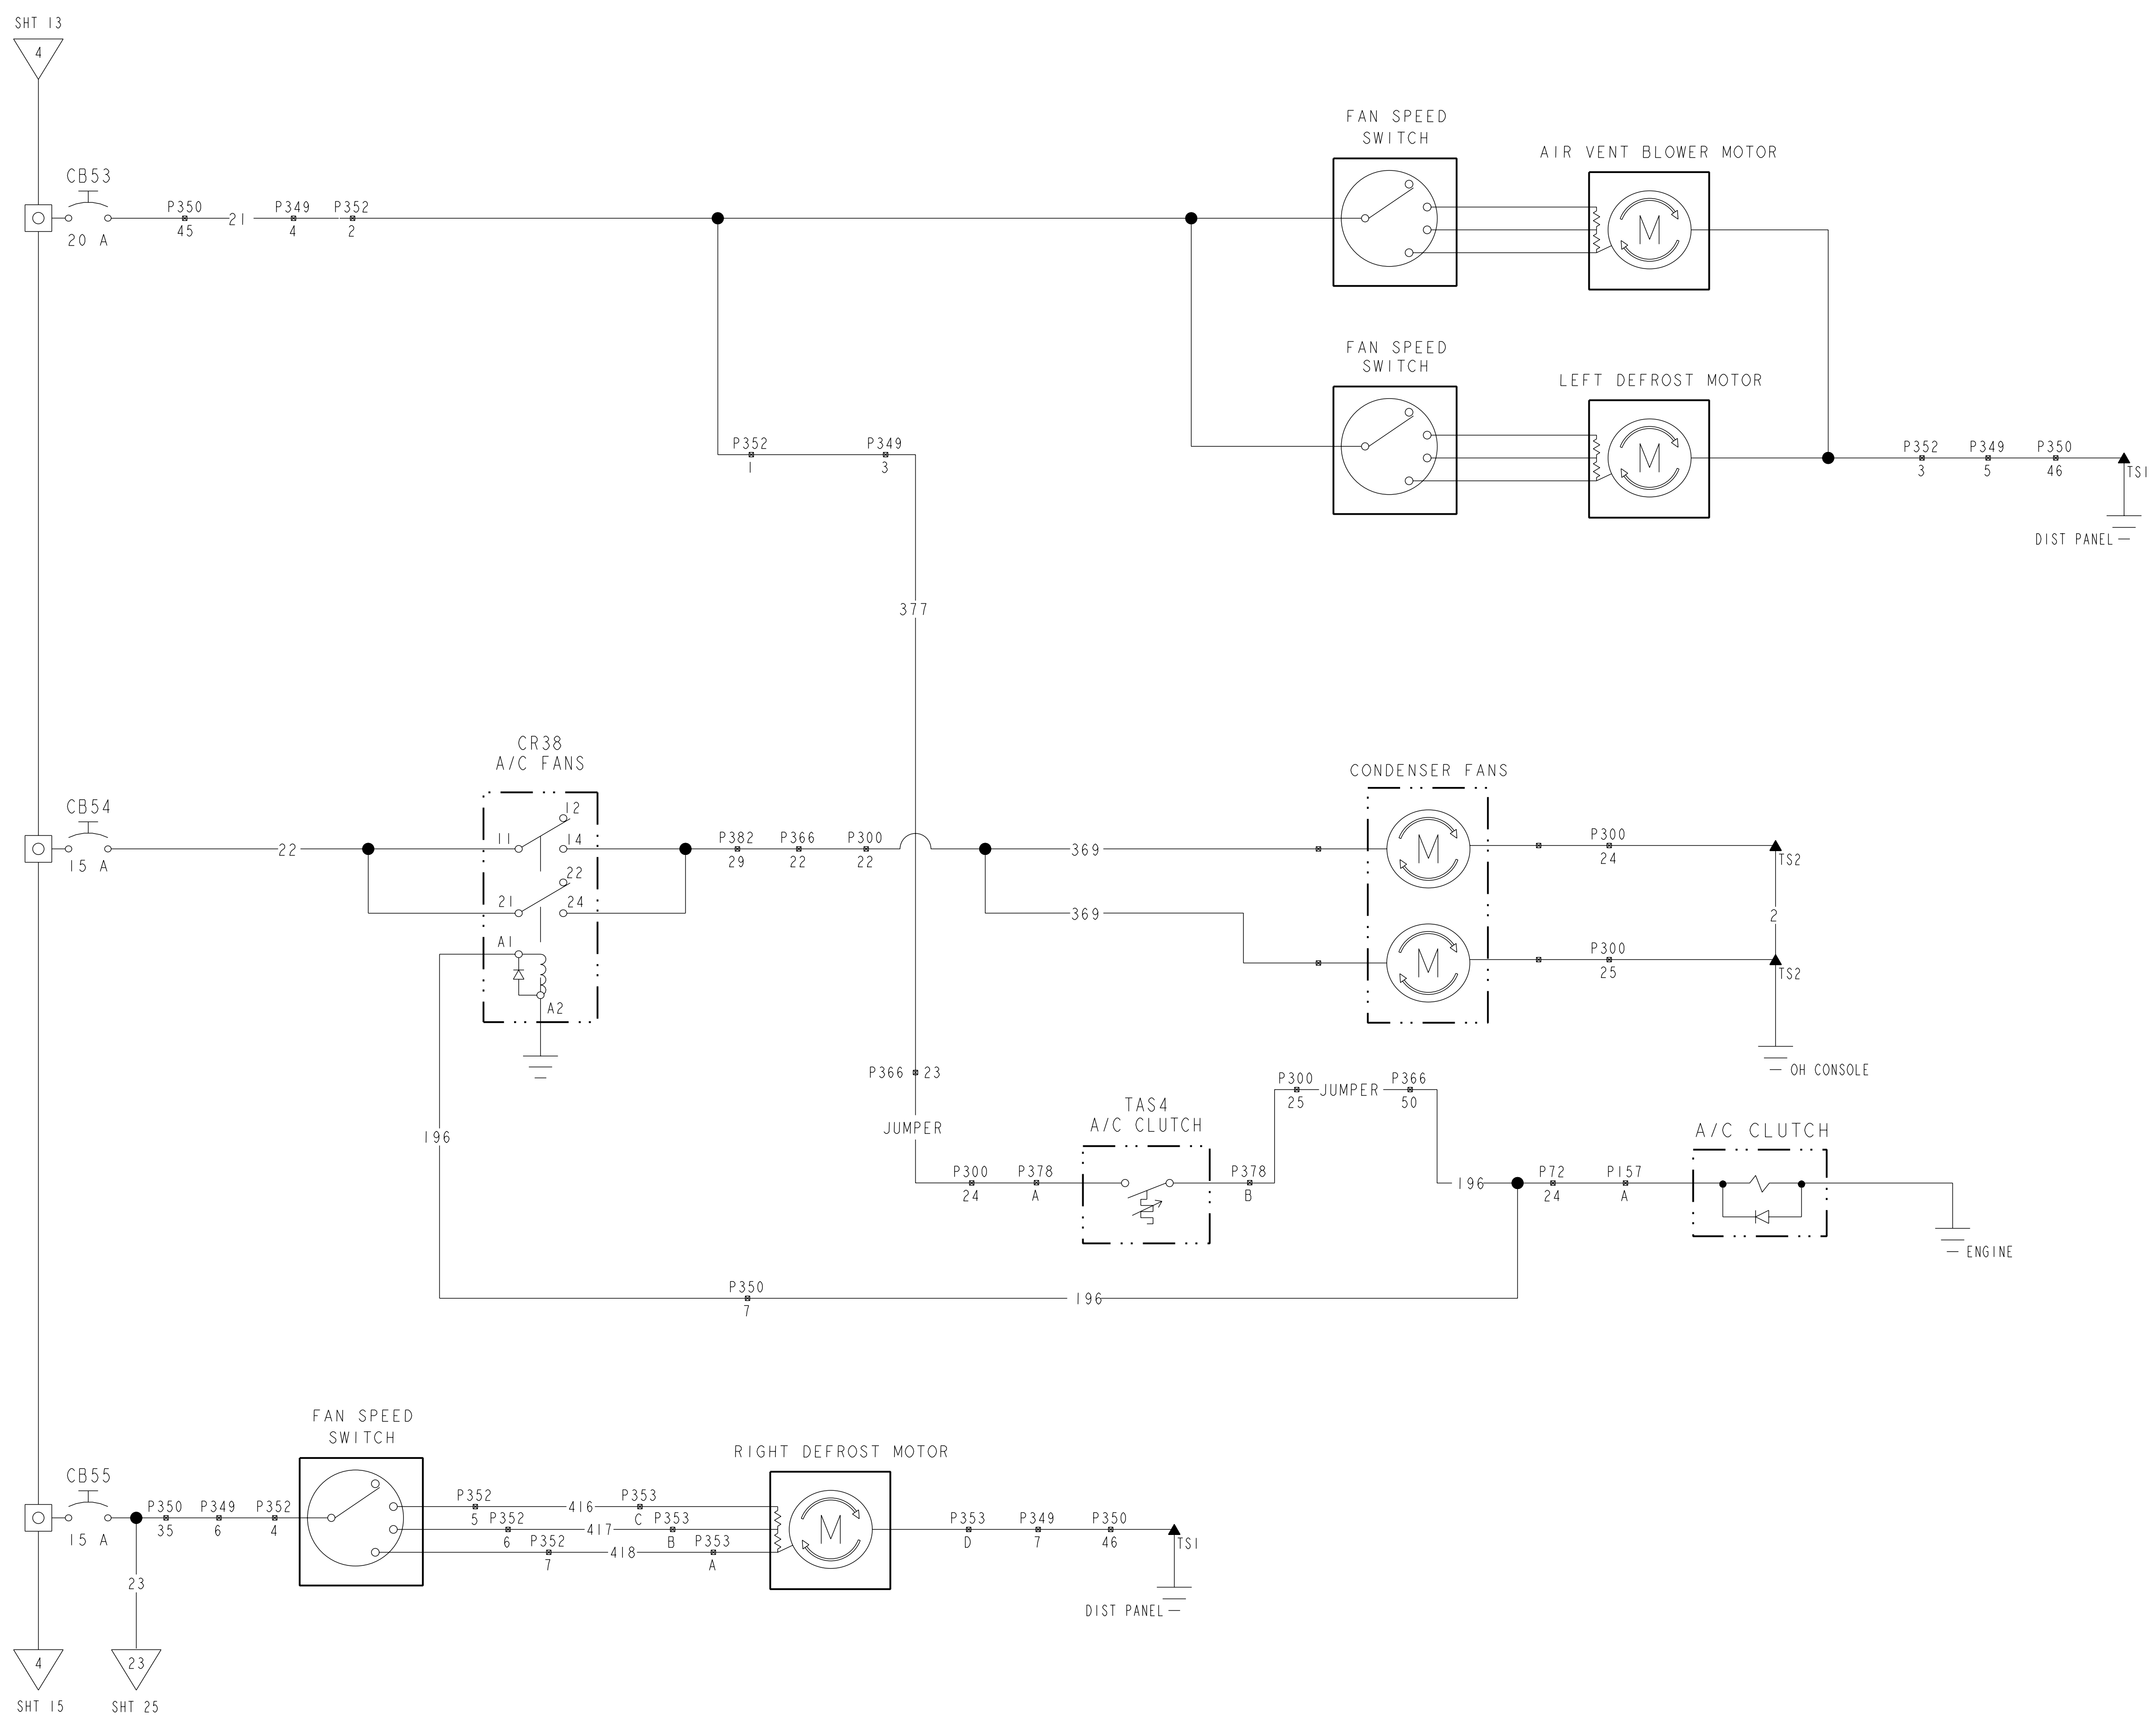 SHT 13
4
FAN SPEED
SWITCH
AIR VENT BLOWER MOTOR
CB53
20 A
P350
45
21
P349
4
P352
2
M
FAN SPEED
SWITCH
LEFT DEFROST MOTOR
M
P352
1
P349
3
P352
3
P349
5
P350
46
TS1
DIST PANEL
377
CR38
A/C FANS
CONDENSER FANS
CB54
15 A
22
11
12
14
21
22
24
A1
A2
P382
29
P366
22
P300
22
369
M
P300
24
TS2
369
2
M
P300
25
TS2
OH CONSOLE
P366 23
JUMPER
196
TAS4
A/C CLUTCH
P300
25
JUMPER
P366
50
A/C CLUTCH
P300
24
P378
A
P378
B
196
P72
24
P157
A
ENGINE
P350
7
196
FAN SPEED
SWITCH
RIGHT DEFROST MOTOR
CB55
15 A
P350
35
P349
6
P352
4
P352
5
416
P353
C
P352
6
417
P353
B
P352
7
418
P353
A
M
P353
D
P349
7
P350
46
TS1
DIST PANEL
23
4
23
SHT 15
SHT 25